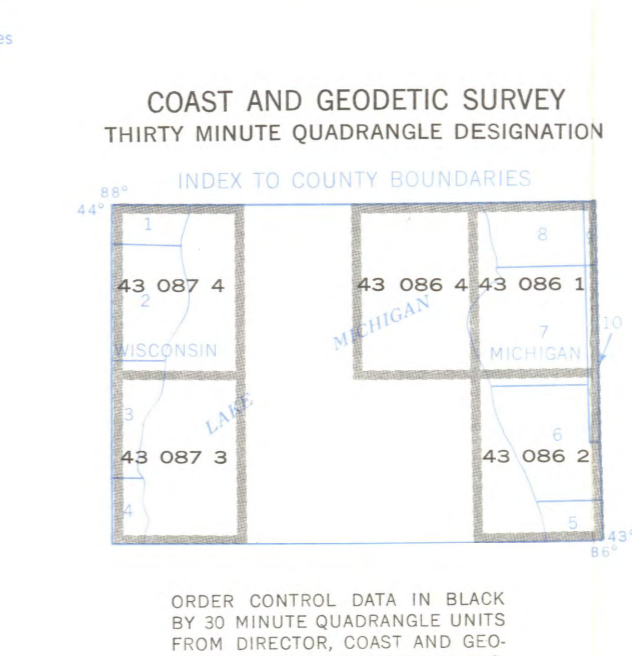 es
COAST AND GEODETIC SURVEY
THIRTY MINUTE QUADRANGLE DESIGNATION
INDEX TO COUNTY BOUNDARIES
88°
44°
1
8
9
43 087 4
43 086 4
43 086 1
2
MICHIGAN
10
7
WISCONSIN
MICHIGAN
LAKE
3
6
43 087 3
43 086 2
4
5
43°
86°
ORDER CONTROL DATA IN BLACK
BY 30 MINUTE QUADRANGLE UNITS
FROM DIRECTOR, COAST AND GEO-